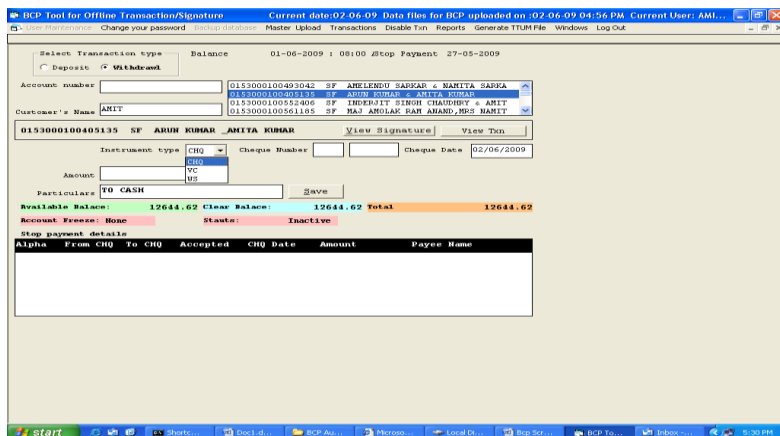 BCP Tool for Offline Transaction/Signature Current date:02-06-09 Data files for BCP uploaded on :02-06-09 04:56 PM Current User: AMI...
User Maintenance Change your password Backup database Master Upload Transactions Disable Txn Reports Generate TTUM File Windows Log Out
Select Transaction type Balance 01-06-2009 : 08:00 Stop Payment 27-05-2009
Deposit Withdrawl
Account number
0153000100493042 SF AMELENDU SARKAR & NAMITA SARKA
0153000100405135 SF ARUN KUMAR & AMITA KUMAR
0153000100552406 SF INDERJIT SINGH CHAUDHRY & AMIT
Customer's Name AMIT 0153000100561185 SF MAJ AMOLAK RAM ANAND,MRS NAMIT
0153000100405135 SF ARUN KUMAR _AMITA KUMAR View Signature View Txn
Instrument type CHQ Cheque Number Cheque Date 02/06/2009
CHQ
VC
WS
Amount
Particulars TO CASH Save
Available Balace: 12644.62 Clear Balace: 12644.62 Total 12644.62
Account Freeze: None Stauts: Inactive
Stop payment details
Alpha From CHQ To CHQ Accepted CHQ Date Amount Payee Name
start Shortc... Doc1.d... BCP Au... Microso... Local Di... Bcp Scr... BCP To... Inbox -... 5:30 PM